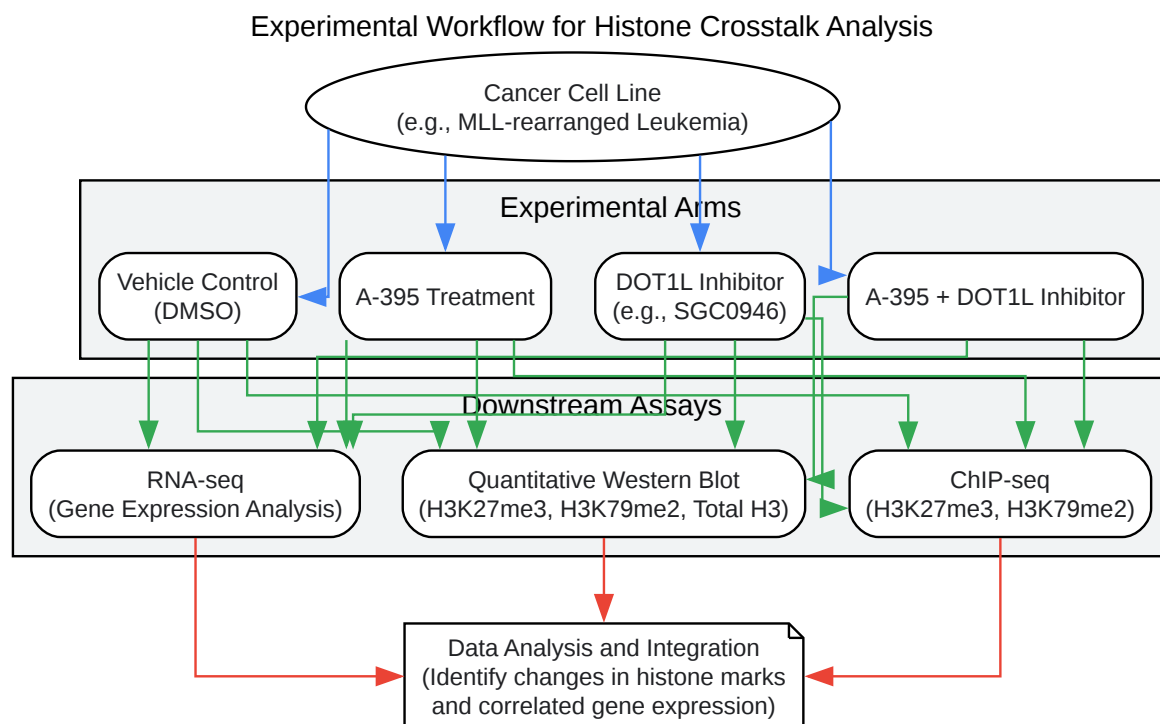 Experimental Workflow for Histone Crosstalk Analysis
Cancer Cell Line
(e.g., MLL-rearranged Leukemia)
Experimental Arms
Vehicle Control
(DMSO)
A-395 Treatment
DOT1L Inhibitor
(e.g., SGC0946)
A-395 + DOT1L Inhibitor
Downstream Assays
RNA-seq
(Gene Expression Analysis)
Quantitative Western Blot
(H3K27me3, H3K79me2, Total H3)
ChIP-seq
(H3K27me3, H3K79me2)
Data Analysis and Integration
(Identify changes in histone marks
and correlated gene expression)